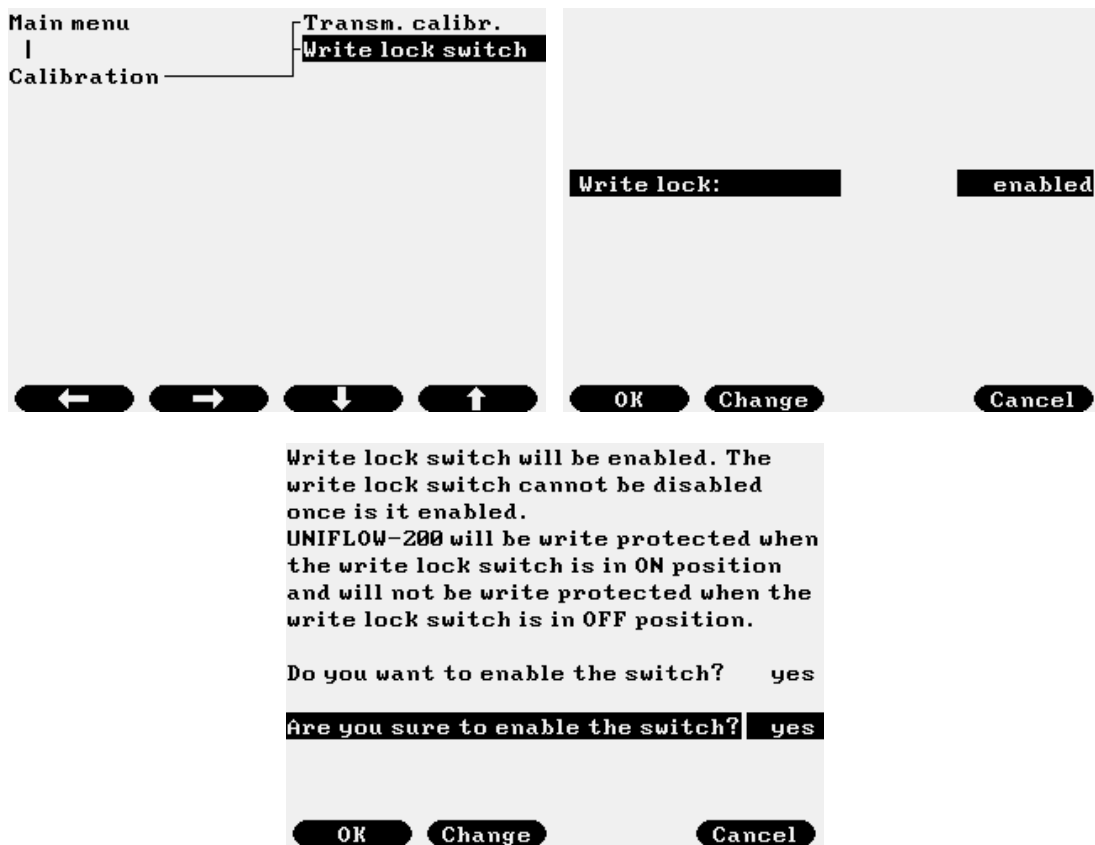 Main menu
Transm. calibr.
Write lock switch
Calibration
Write lock: enabled
OK Change Cancel
Write lock switch will be enabled. The
write lock switch cannot be disabled
once is it enabled.
UNIFLOW-200 will be write protected when
the write lock switch is in ON position
and will not be write protected when the
write lock switch is in OFF position.
Do you want to enable the switch? yes
Are you sure to enable the switch? yes
OK Change Cancel